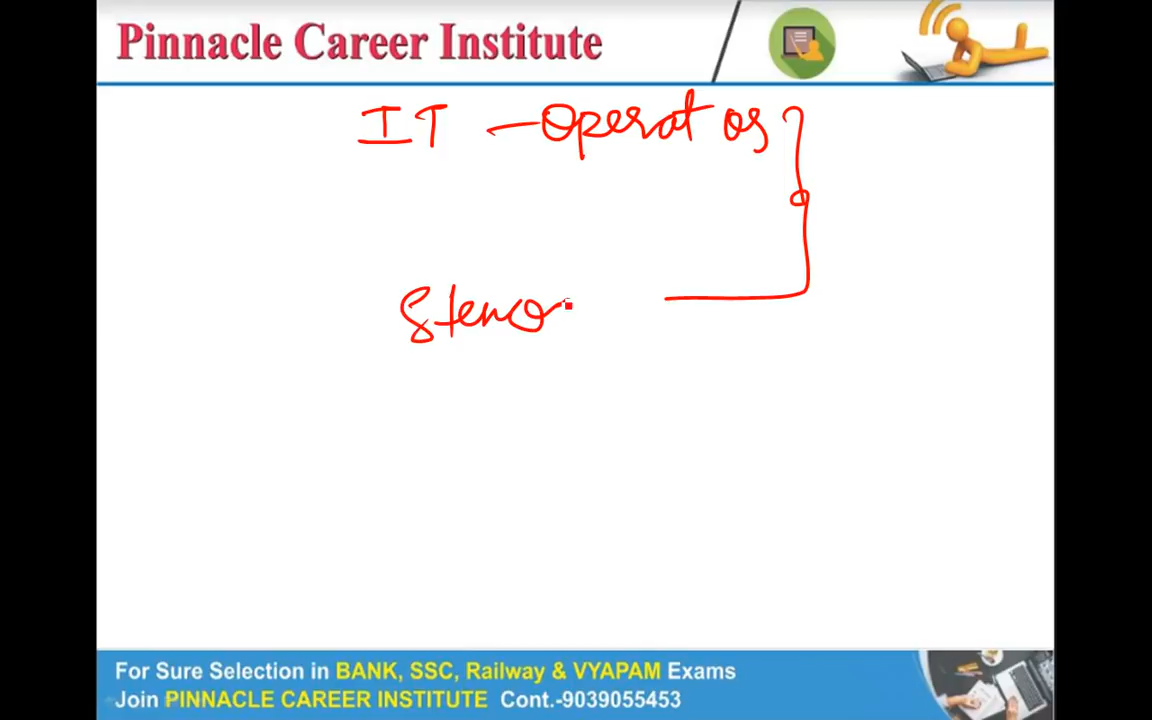 Pinnacle Career Institute
IT - Operator
Steno
For Sure Selection in BANK, SSC, Railway & VYAPAM Exams
Join PINNACLE CAREER INSTITUTE Cont.-9039055453